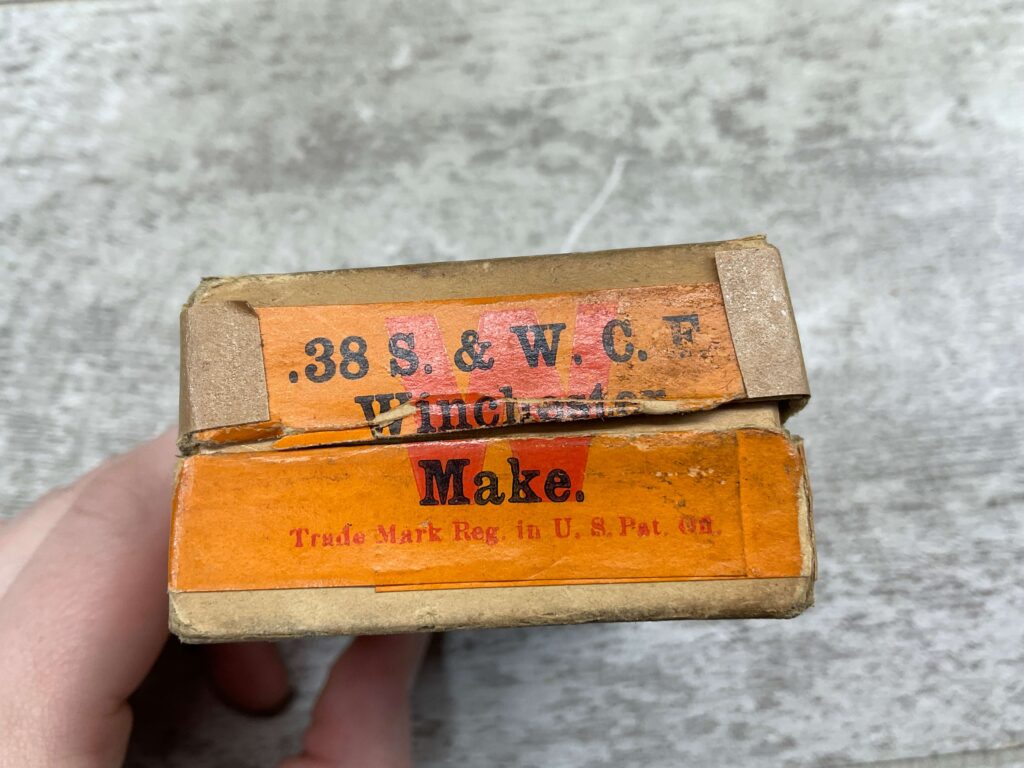 W
.38 S. & W. C. F.
Winchester
Make.
Trade Mark Reg. in U. S. Pat. Off.